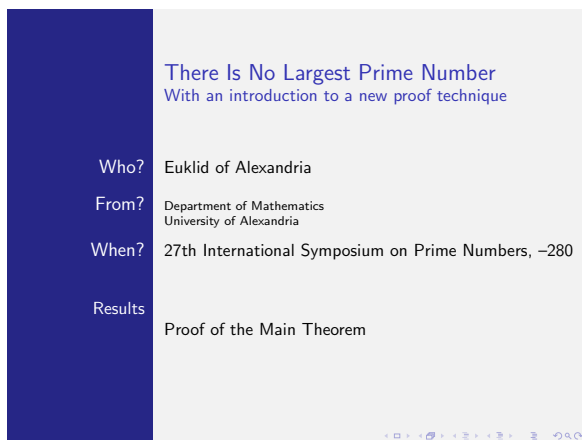 There Is No Largest Prime Number
With an introduction to a new proof technique
Who? Euklid of Alexandria
From? Department of Mathematics
University of Alexandria
When? 27th International Symposium on Prime Numbers, –280
Results
Proof of the Main Theorem